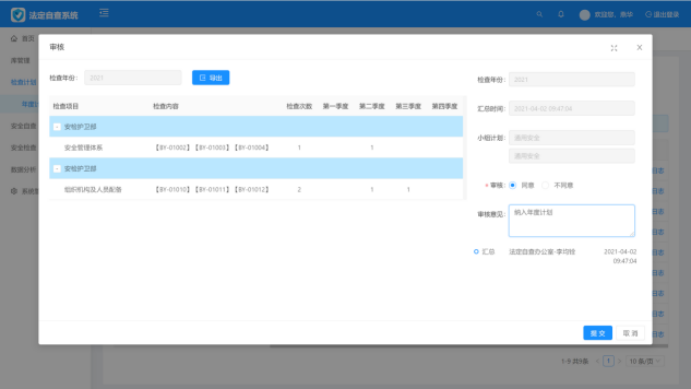 法定自查系统
欢迎您，
退出登录
首页
库管理
检查计划
年度计
安全自查
安全检查
数据分析
系统管
审核
检查年份： 2021
导出
检查项目 检查内容 检查次数 第一季度 第二季度 第三季度 第四季度
安检护卫部
安全管理体系 【BY-01002】【BY-01003】【BY-01004】 1 1
安检护卫部
组织机构及人员配备 【BY-01010】【BY-01011】【BY-01012】 2 1 1
检查年份： 2021
汇总时间： 2021-04-02 09:47:04
小组计划： 通用安全
通用安全
* 审核： 同意 不同意
审核意见： 纳入年度计划
汇总 法定自查办公室-李均栓 2021-04-02
09:47:04
提 交 取 消
日志
日志
日志
日志
日志
日志
日志
日志
日志
1-9 共9条 1 10 条/页